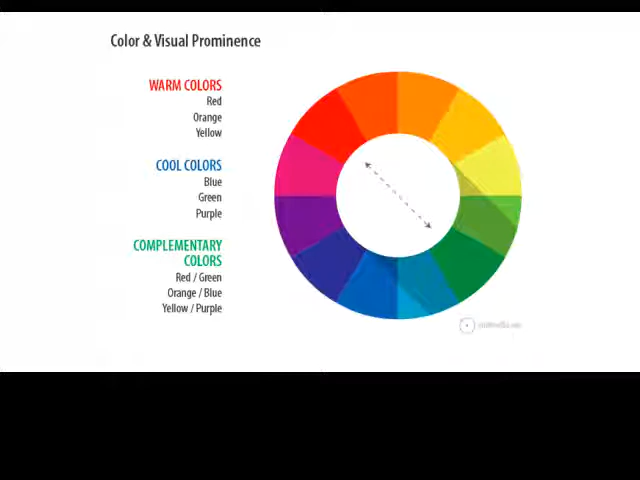 Color & Visual Prominence
WARM COLORS
Red
Orange
Yellow
COOL COLORS
Blue
Green
Purple
COMPLEMENTARY
COLORS
Red / Green
Orange / Blue
Yellow / Purple